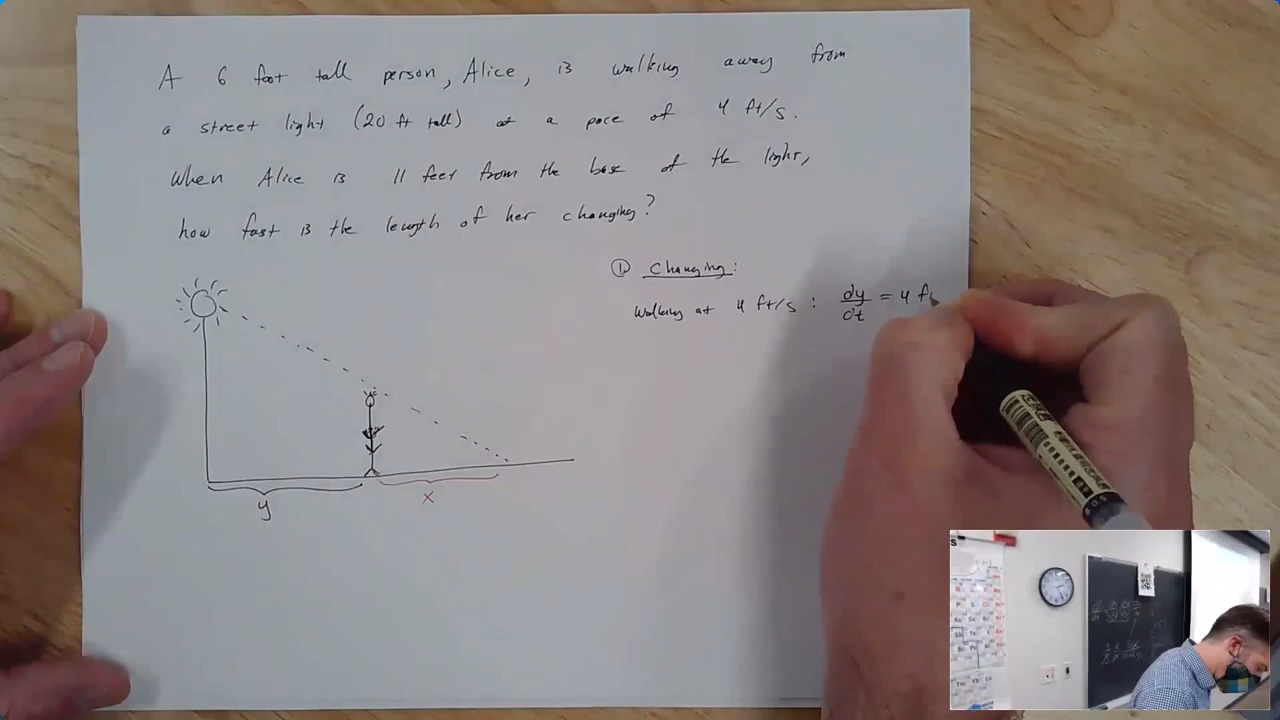 A 6 foot tall person, Alice, is walking away from
a street light (20 ft tall) at a pace of 4 ft/s.
When Alice is 11 feet from the base of the light,
how fast is the length of her changing?
① Changing:
Walking at 4 ft/s : dy/dt = 4 f
y
x